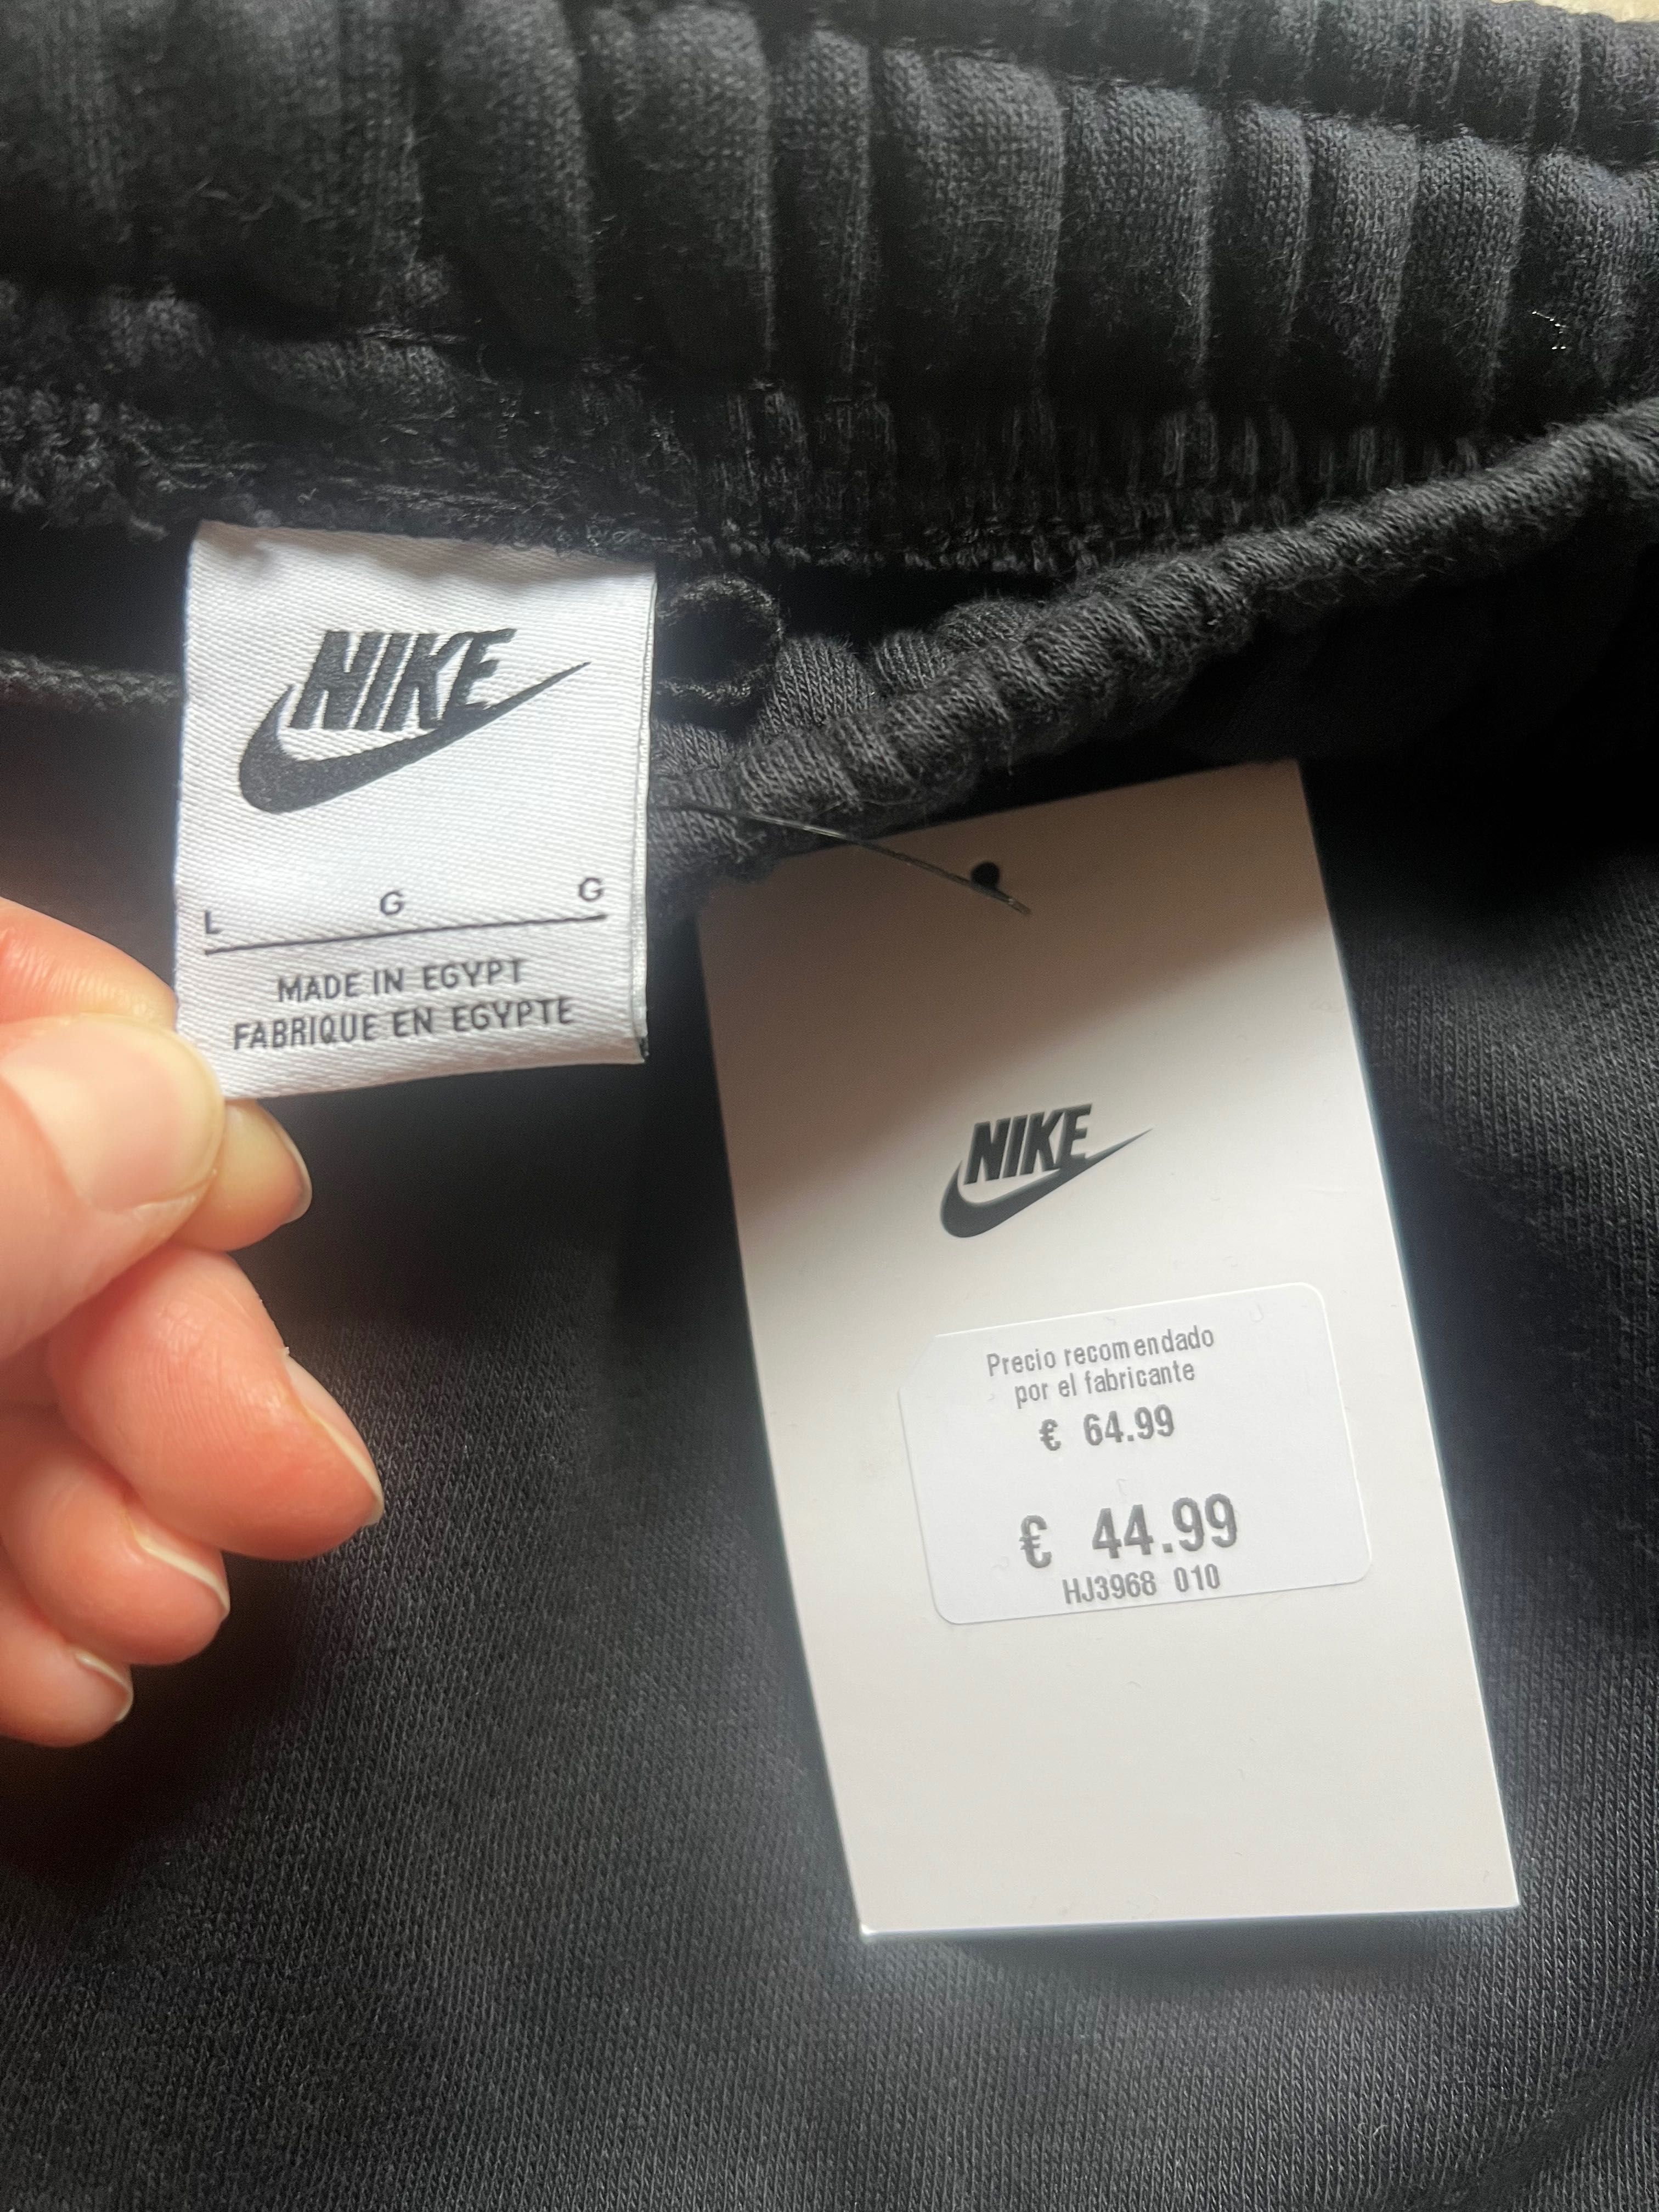 NIKE
L G G
MADE IN EGYPT
FABRIQUE EN EGYPTE
NIKE
Precio recomendado
por el fabricante
€ 64.99
€ 44.99
HJ3968 010